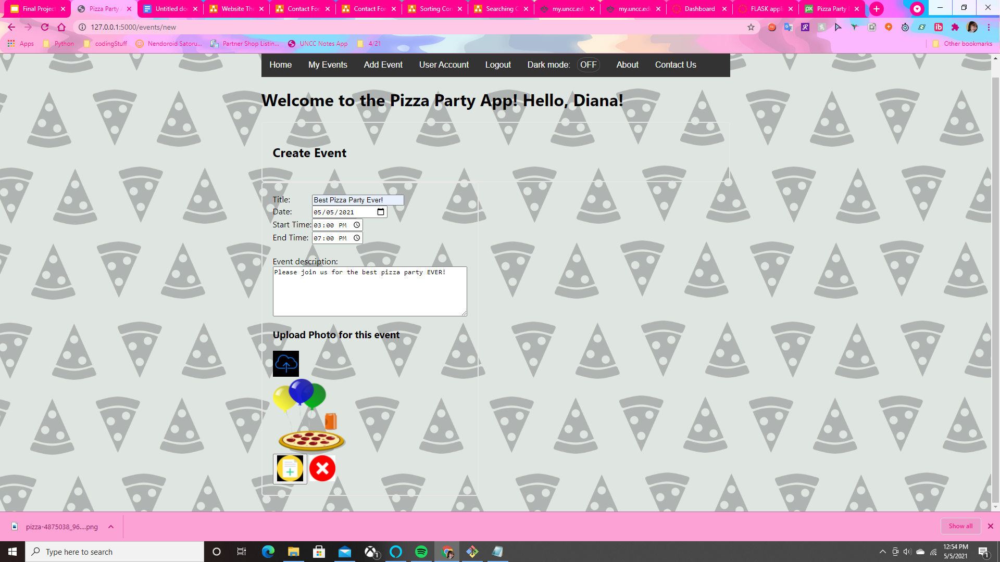 Final Project
Pizza Party
Untitled do
Website The
Contact For
Contact For
Sorting Con
Searching C
my.uncc.ed
my.uncc.ed
Dashboard
FLASK appli
Pizza Party
127.0.0.1:5000/events/new
Apps
Python
codingStuff
Nendoroid Satoru...
Partner Shop Listin...
UNCC Notes App
4/21
Other bookmarks
Home My Events Add Event User Account Logout Dark mode: OFF About Contact Us
Welcome to the Pizza Party App! Hello, Diana!
Create Event
Title: Best Pizza Party Ever!
Date: 05/05/2021
Start Time: 03:00 PM
End Time: 07:00 PM
Event description:
Please join us for the best pizza party EVER!
Upload Photo for this event
pizza-4875038_96....png
Show all
Type here to search
1
12:54 PM
5/5/2021
1